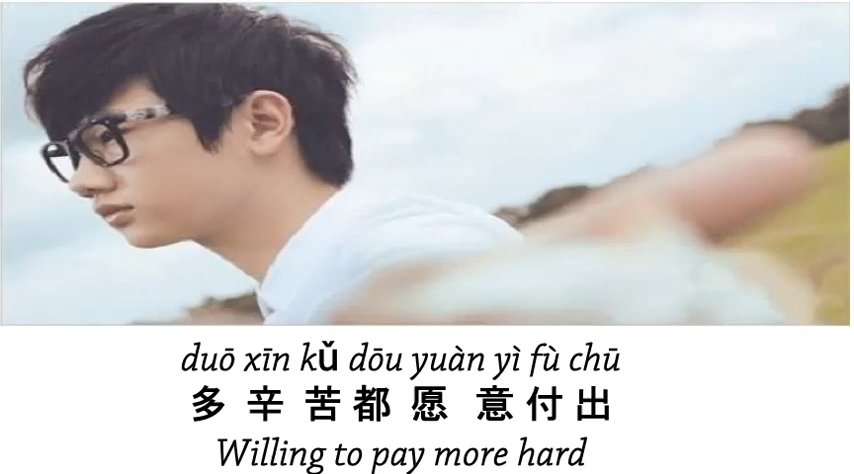 duō xīn kǔ dōu yuàn yì fù chū
多 辛 苦 都 愿 意 付 出
Willing to pay more hard